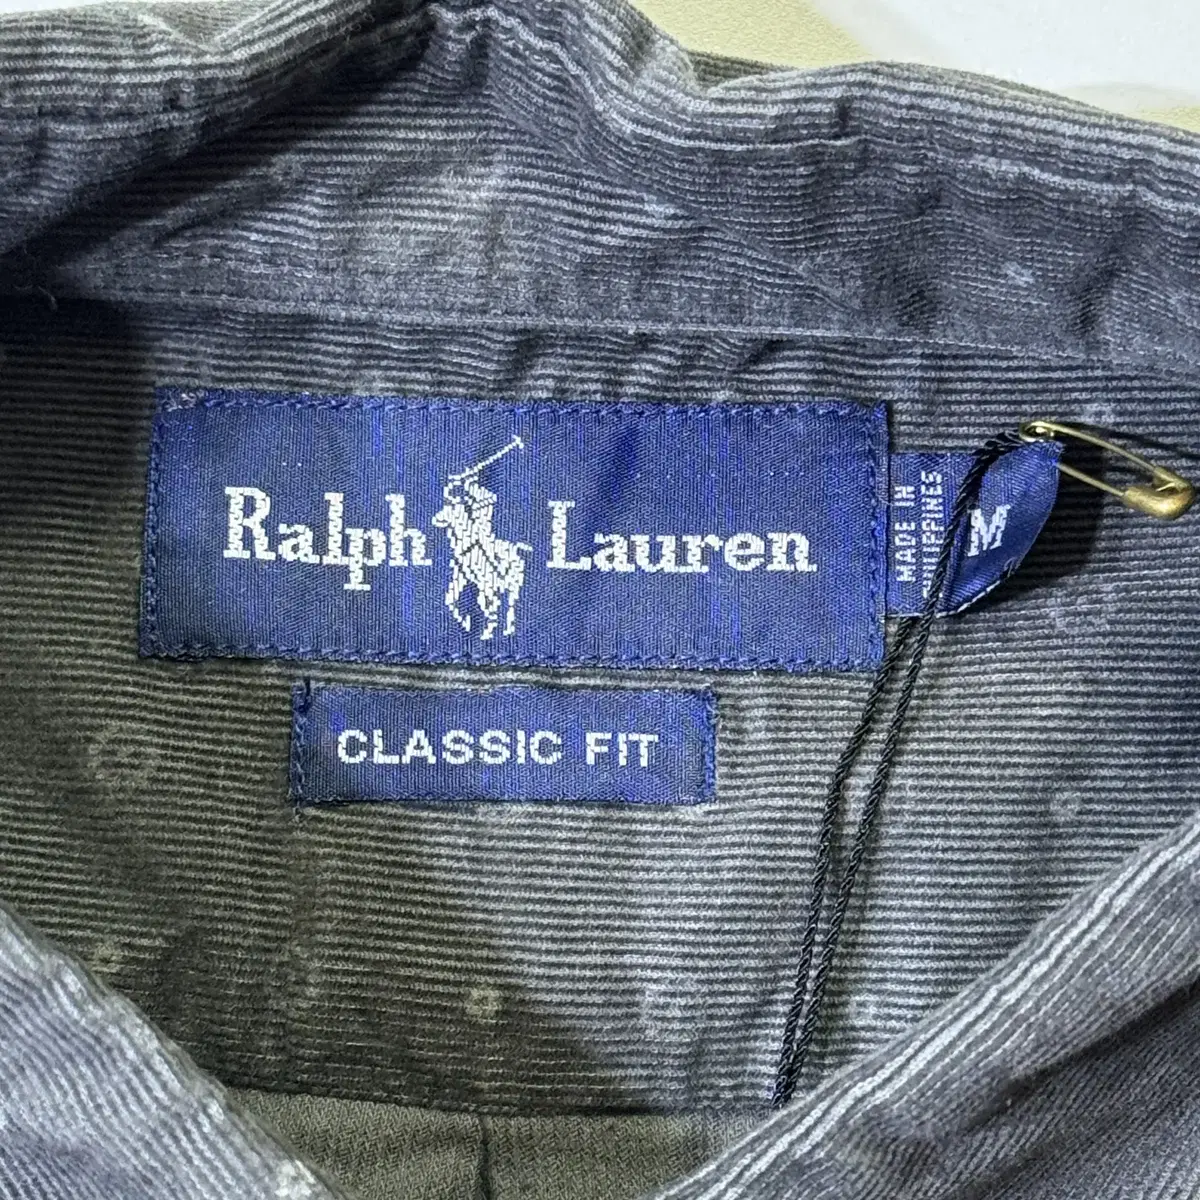 Ralph Lauren
CLASSIC FIT
MADE IN
PHILIPPINES
M